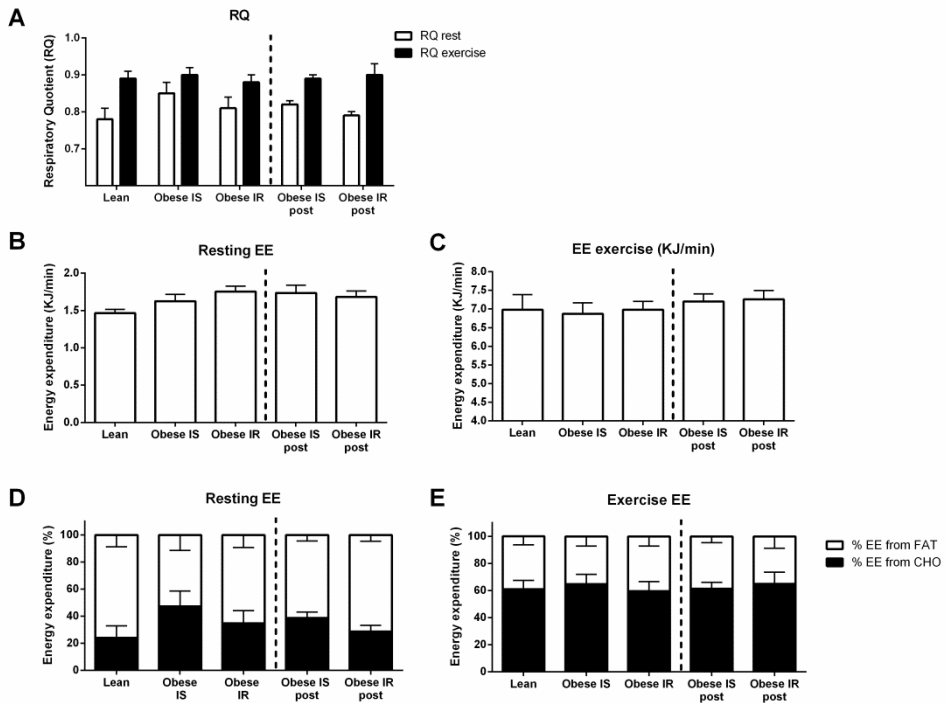 A
RQ
Respiratory Quotient (RQ)
1.0
0.9
0.8
0.7
RQ rest
RQ exercise
Lean
Obese IS
Obese IR
Obese IS
post
Obese IR
post
B
Resting EE
Energy expenditure (KJ/min)
2.0
1.5
1.0
0.5
0.0
Lean
Obese IS
Obese IR
Obese IS
post
Obese IR
post
C
EE exercise (KJ/min)
Energy expenditure (KJ/min)
8.0
7.5
7.0
6.5
6.0
5.5
5.0
4.5
4.0
Lean
Obese IS
Obese IR
Obese IS
post
Obese IR
post
D
Resting EE
Energy expenditure (%)
100
80
60
40
20
0
Lean
Obese
IS
Obese
IR
Obese IS
post
Obese IR
post
E
Exercise EE
Energy expenditure (%)
100
80
60
40
20
0
Lean
Obese IS
Obese IR
Obese IS
post
Obese IR
post
% EE from FAT
% EE from CHO